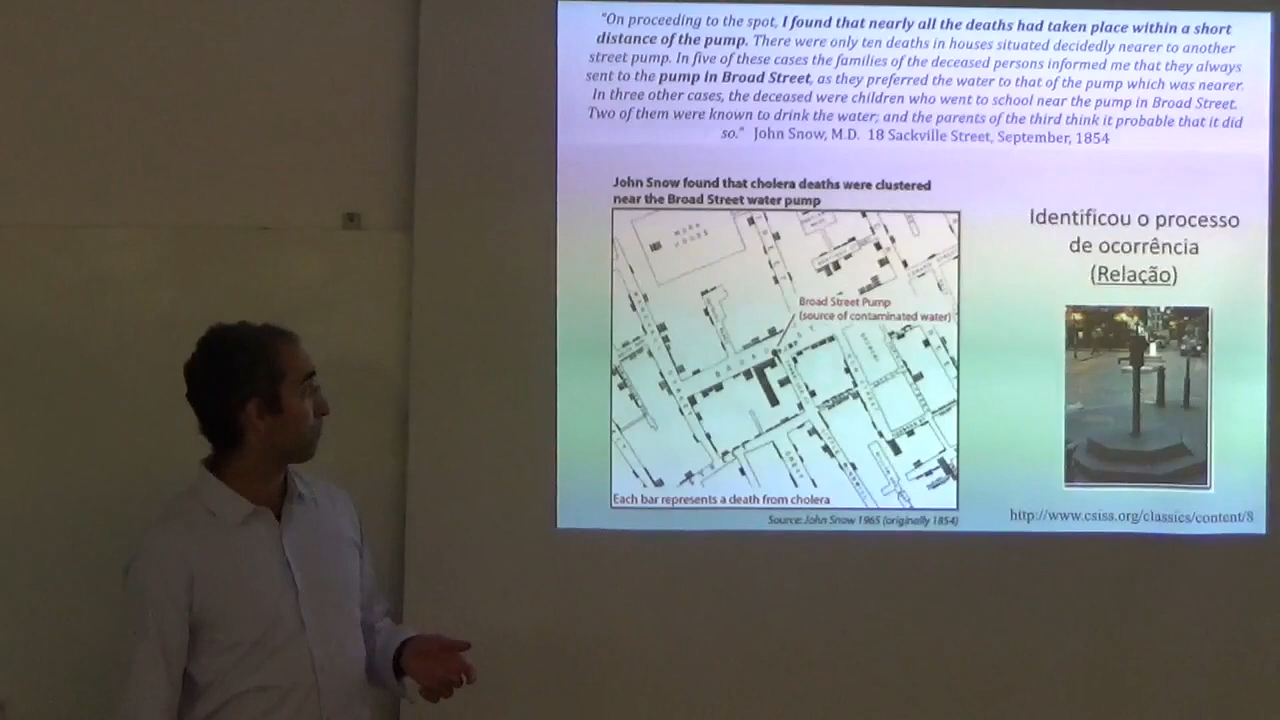 "On proceeding to the spot, I found that nearly all the deaths had taken place within a short
distance of the pump. There were only ten deaths in houses situated decidedly nearer to another
street pump. In five of these cases the families of the deceased persons informed me that they always
sent to the pump in Broad Street, as they preferred the water to that of the pump which was nearer.
In three other cases, the deceased were children who went to school near the pump in Broad Street.
Two of them were known to drink the water; and the parents of the third think it probable that it did
so." John Snow, M.D. 18 Sackville Street, September, 1854
John Snow found that cholera deaths were clustered
near the Broad Street water pump
Broad Street Pump
(source of contaminated water)
Each bar represents a death from cholera
Source: John Snow 1965 (originally 1854)
Identificou o processo
de ocorrência
(Relação)
http://www.csiss.org/classics/content/8